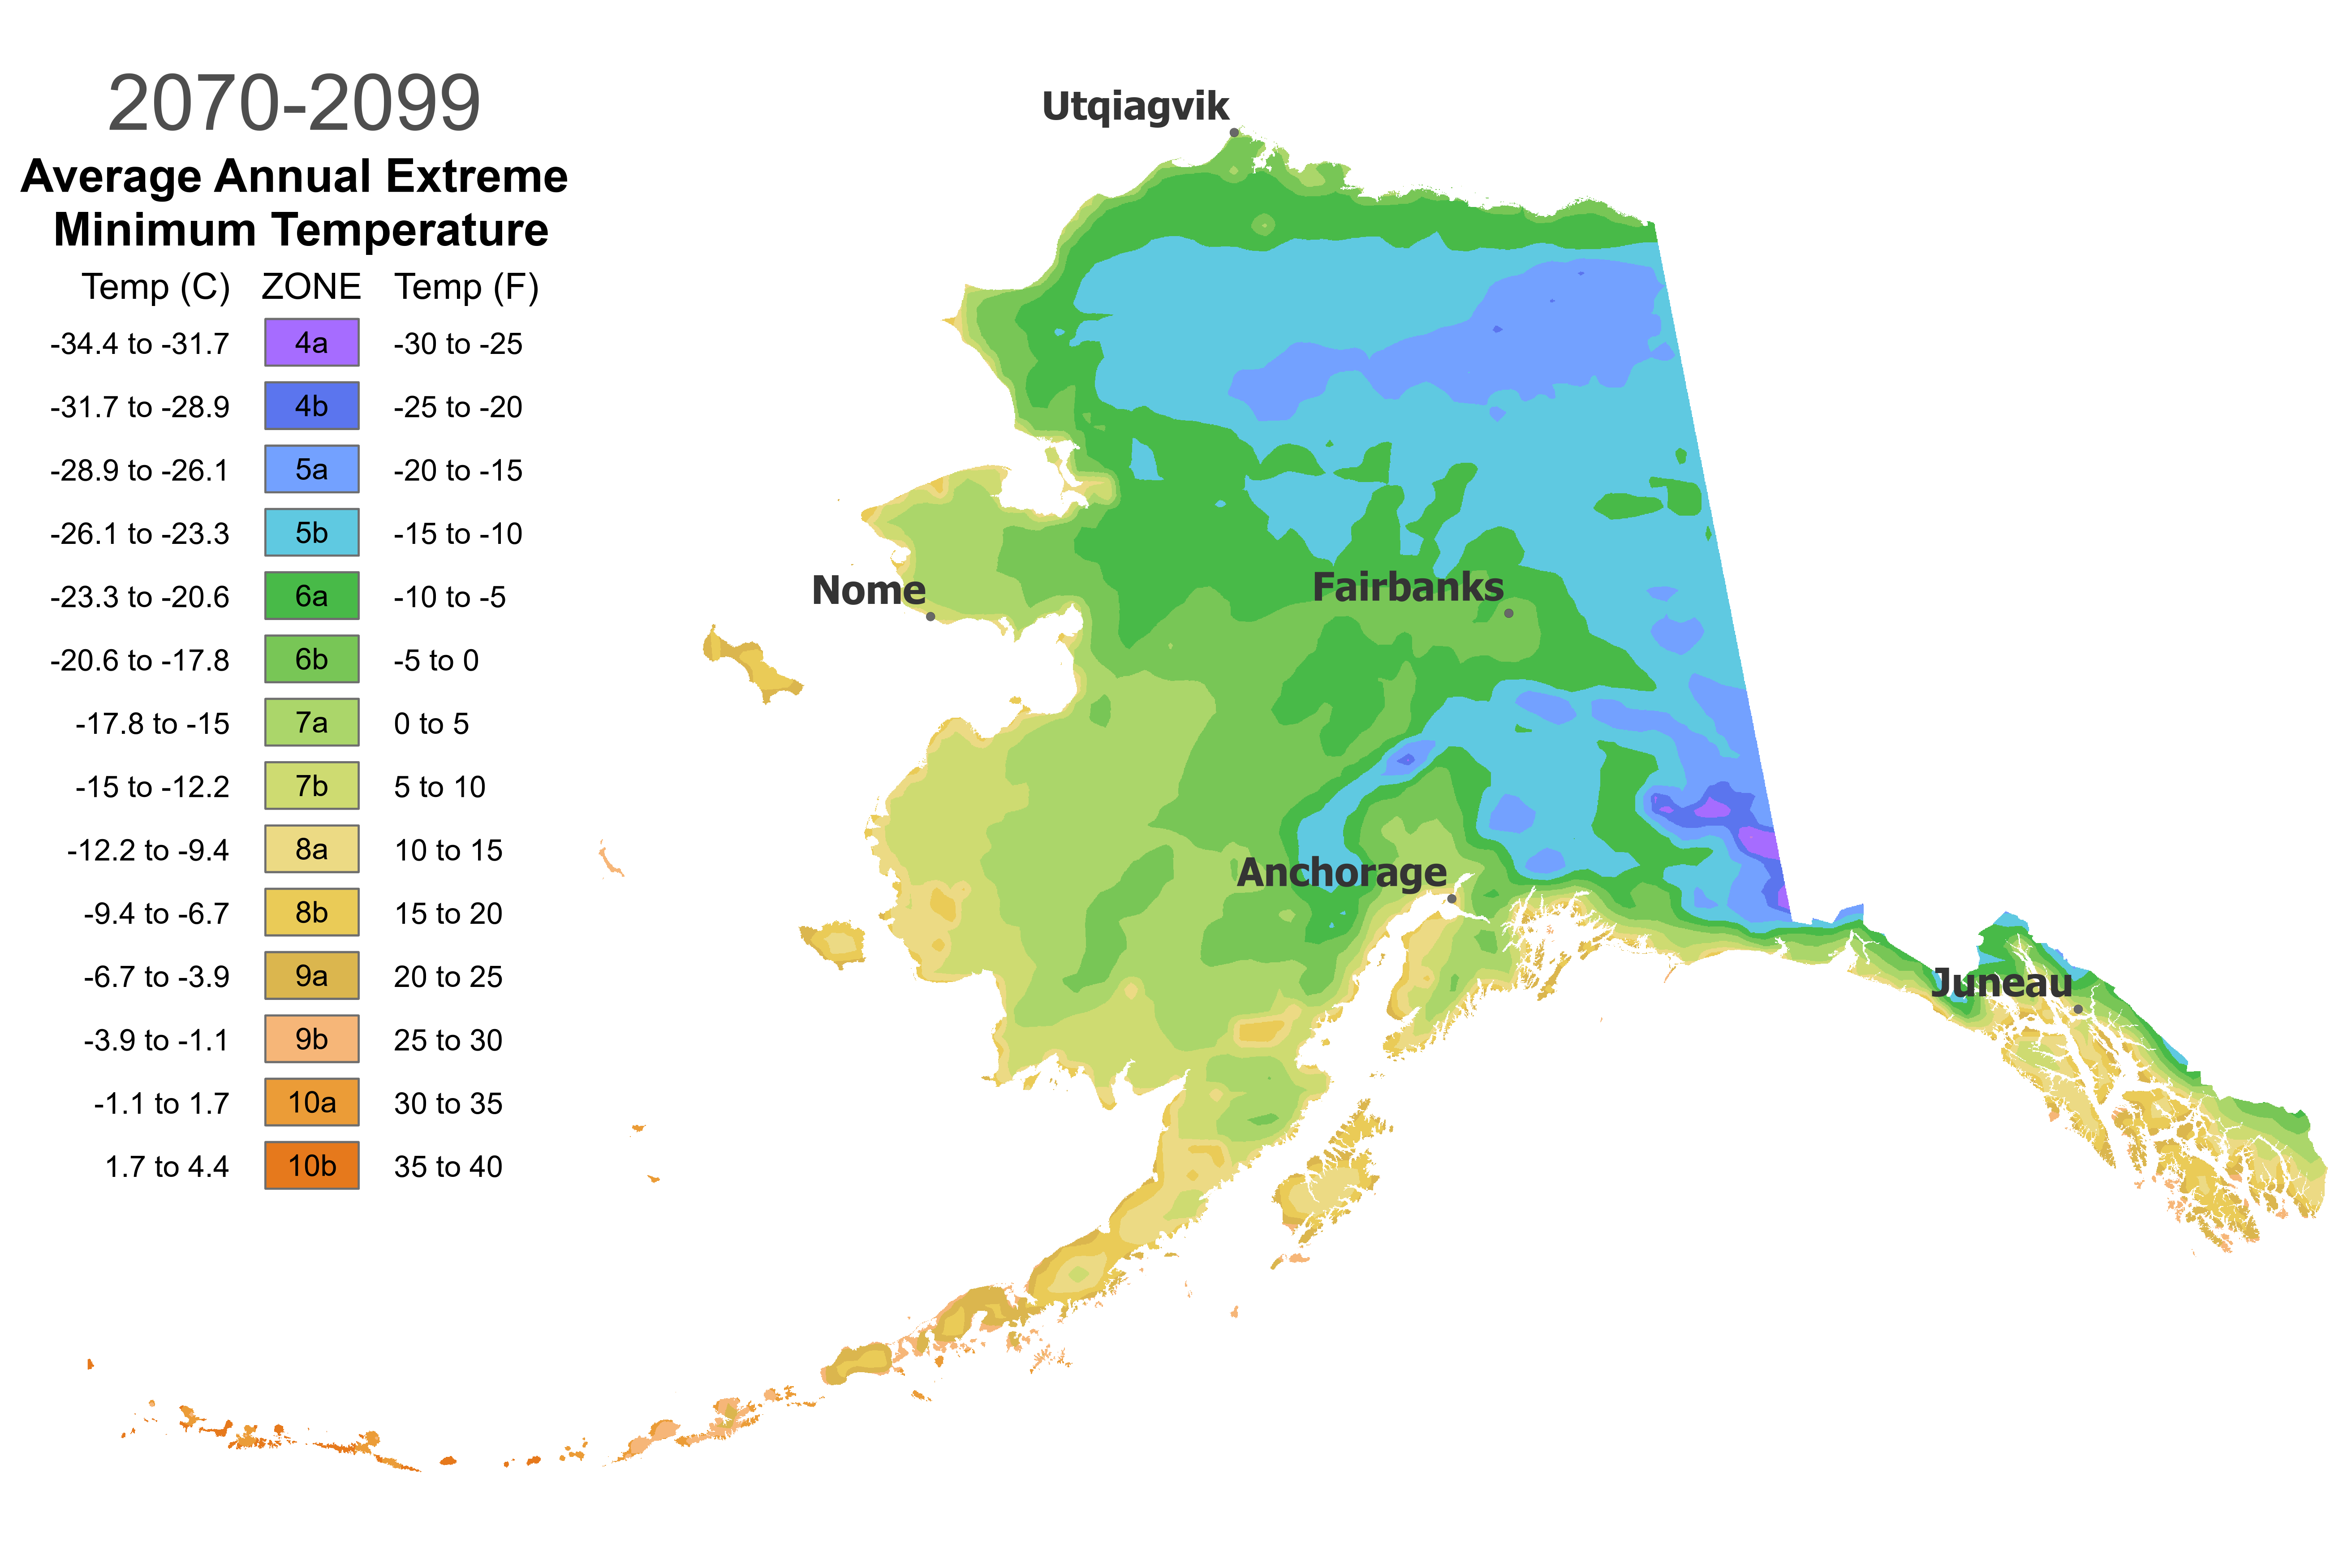 2070-2099
Average Annual Extreme
Minimum Temperature
Temp (C) ZONE Temp (F)
-34.4 to -31.7 4a -30 to -25
-31.7 to -28.9 4b -25 to -20
-28.9 to -26.1 5a -20 to -15
-26.1 to -23.3 5b -15 to -10
-23.3 to -20.6 6a -10 to -5
-20.6 to -17.8 6b -5 to 0
-17.8 to -15 7a 0 to 5
-15 to -12.2 7b 5 to 10
-12.2 to -9.4 8a 10 to 15
-9.4 to -6.7 8b 15 to 20
-6.7 to -3.9 9a 20 to 25
-3.9 to -1.1 9b 25 to 30
-1.1 to 1.7 10a 30 to 35
1.7 to 4.4 10b 35 to 40
Utqiagvik
Nome
Fairbanks
Anchorage
Juneau